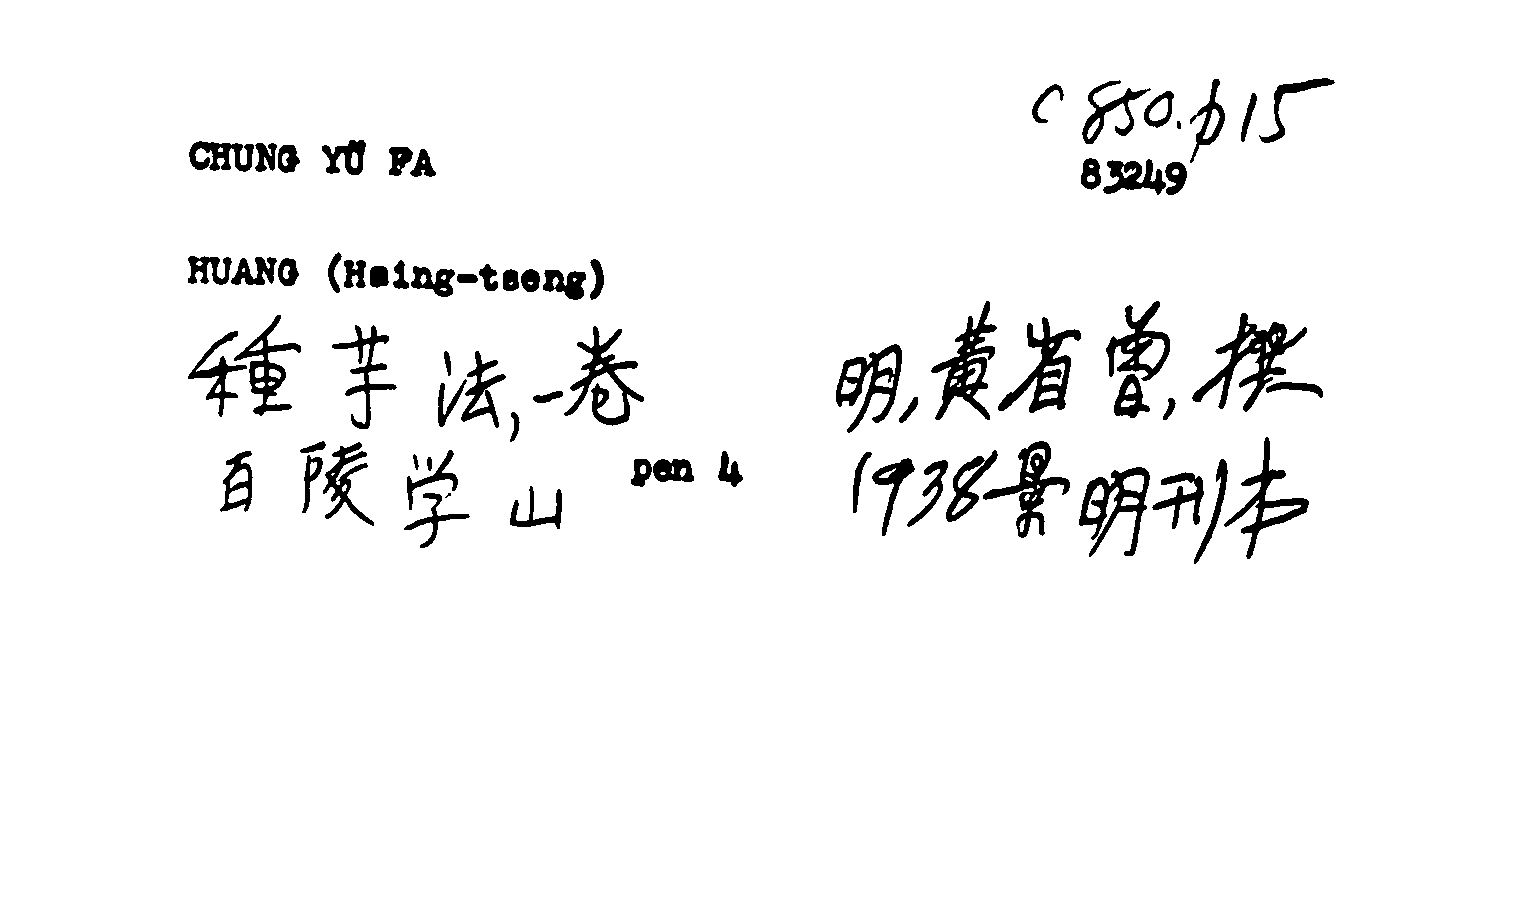 C 850.b15
CHUNG YÜ FA
83249
HUANG (Hsing-tseng)
種芋法,一卷 明,黃省曾,撰
百陵学山 pen 4 1938景明刊本